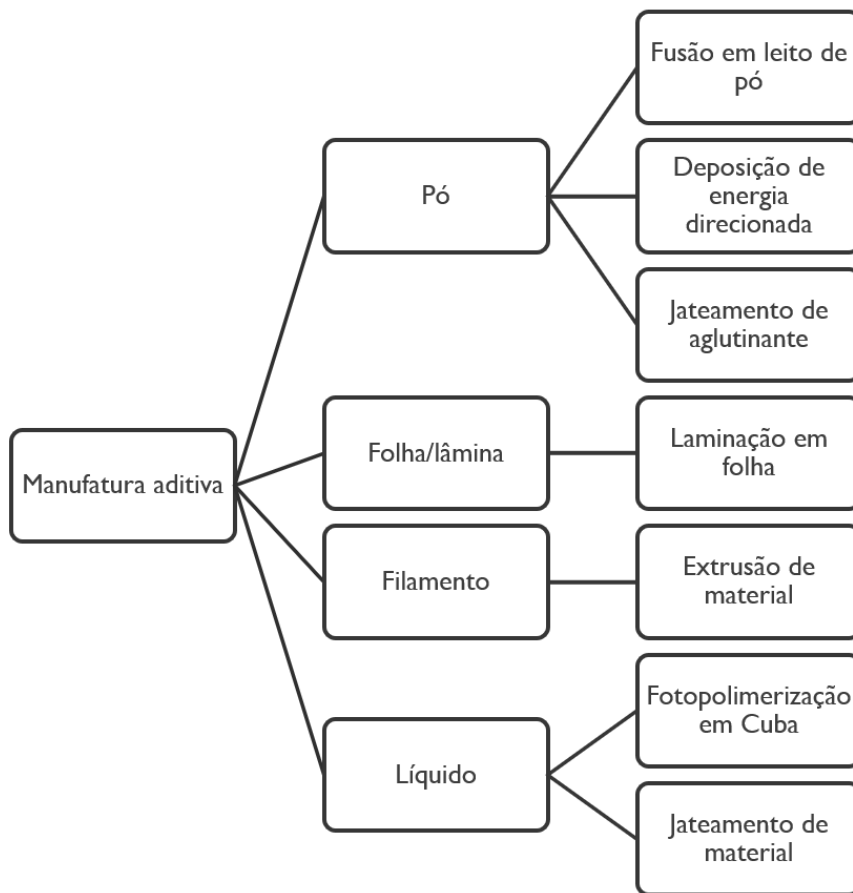 Manufatura aditiva
Pó
Fusão em leito de
pó
Deposição de
energia
direcionada
Jateamento de
aglutinante
Folha/lâmina
Laminação em
folha
Filamento
Extrusão de
material
Líquido
Fotopolimerização
em Cuba
Jateamento de
material